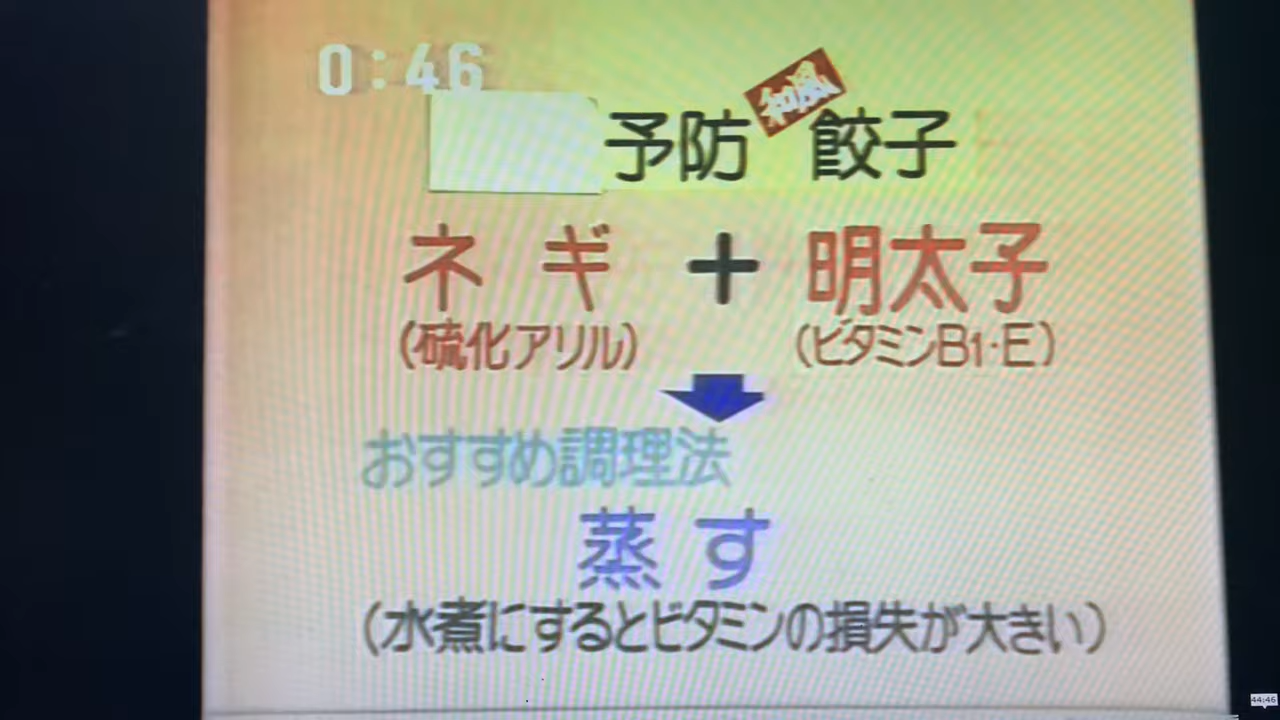 0:46
和風
予防 餃子
ネギ + 明太子
(硫化アリル) (ビタミンB1・E)
おすすめ調理法
蒸す
(水煮にするとビタミンの損失が大きい)
44:46